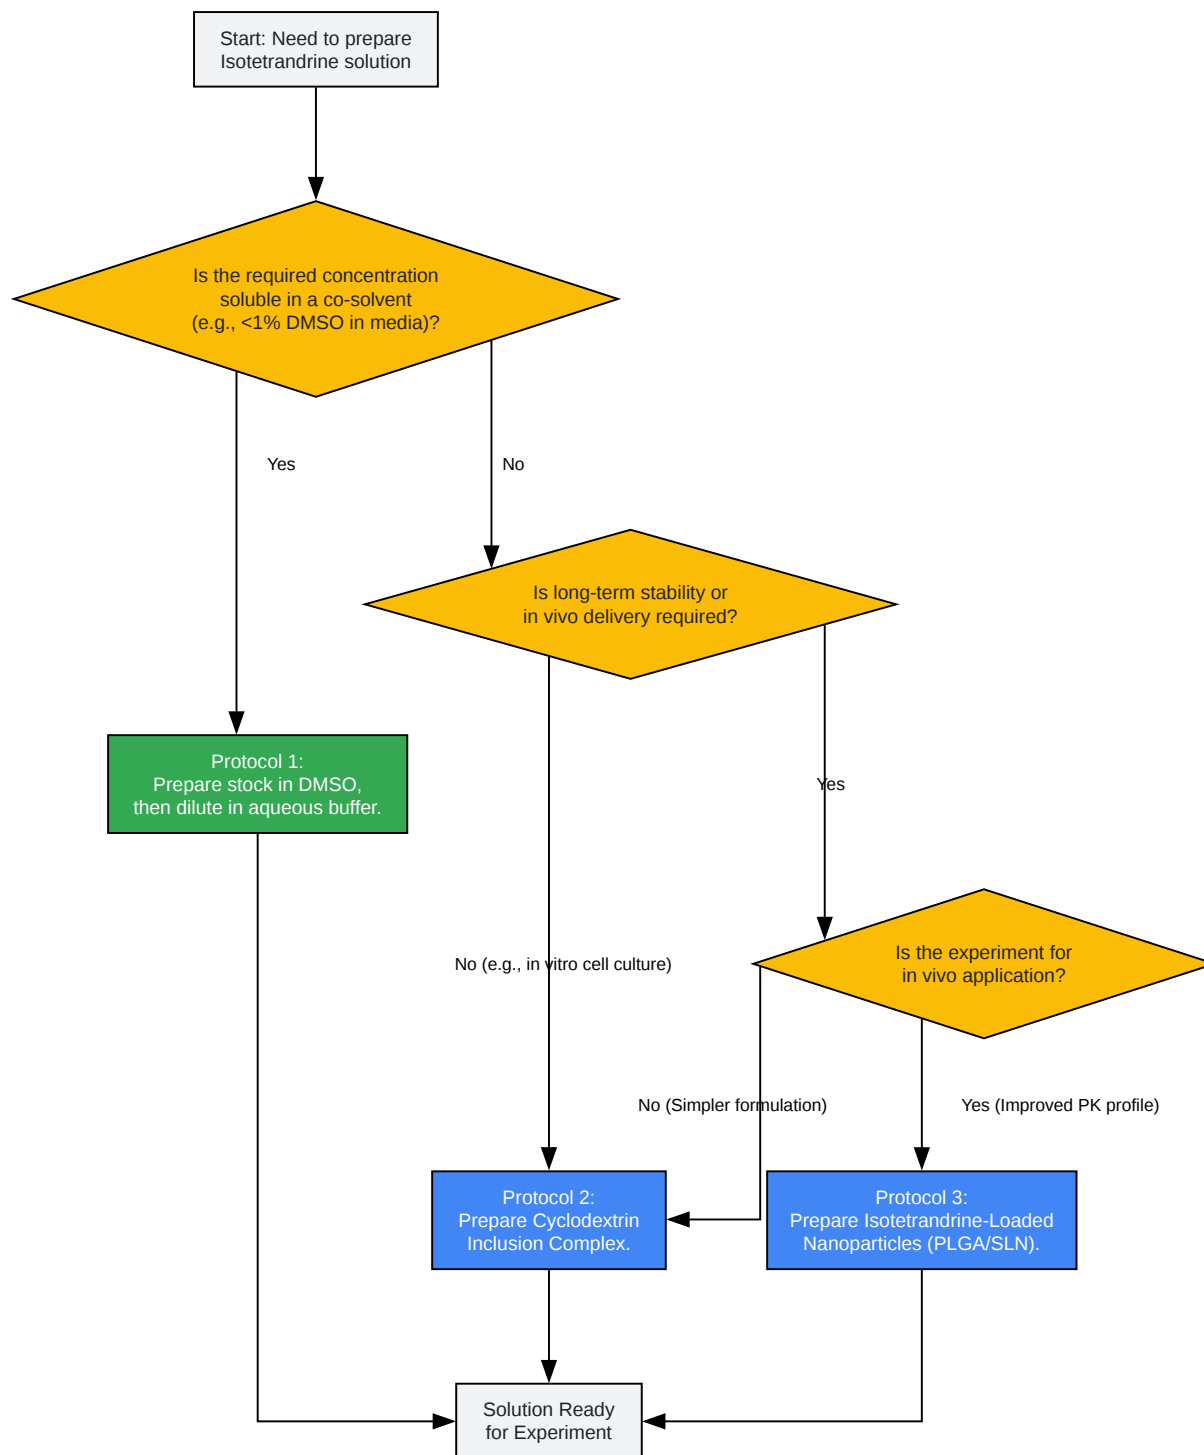 Start: Need to prepare
Isotetrandrine solution
Is the required concentration
soluble in a co-solvent
(e.g., <1% DMSO in media)?
Yes
No
Is long-term stability or
in vivo delivery required?
Protocol 1:
Prepare stock in DMSO,
then dilute in aqueous buffer.
Yes
No (e.g., in vitro cell culture)
Is the experiment for
in vivo application?
No (Simpler formulation)
Yes (Improved PK profile)
Protocol 2:
Prepare Cyclodextrin
Inclusion Complex.
Protocol 3:
Prepare Isotetrandrine-Loaded
Nanoparticles (PLGA/SLN).
Solution Ready
for Experiment